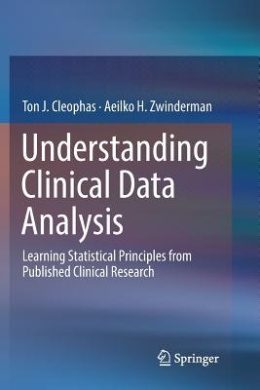 Ton J. Cleophas · Aeilko H. Zwinderman
Understanding
Clinical Data
Analysis
Learning Statistical Principles from
Published Clinical Research
Springer